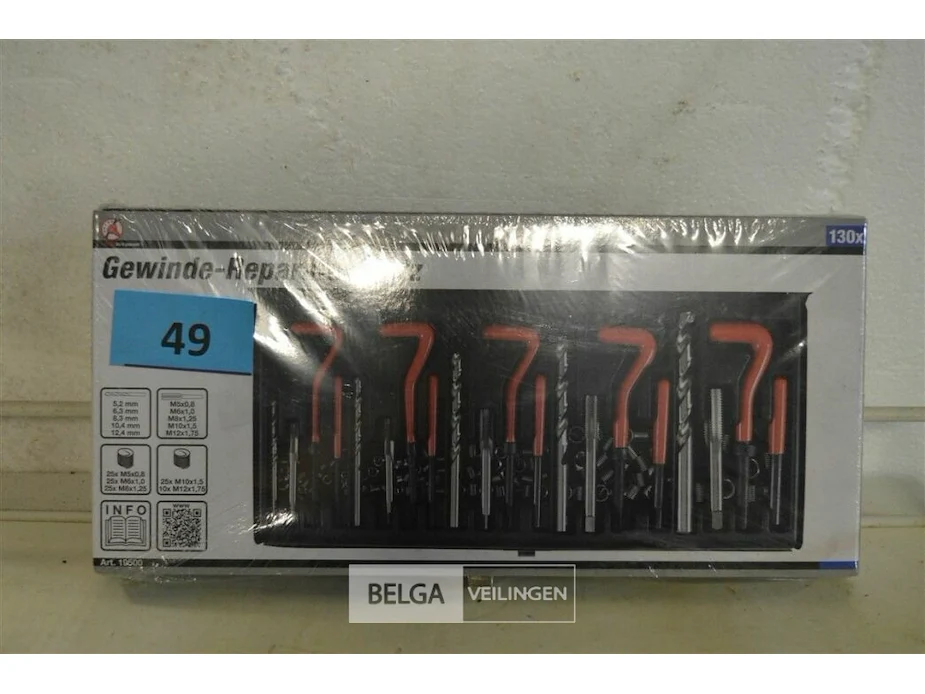 130x
Gewinde-Repar
49
5,2 mm
6,3 mm
8,3 mm
10,4 mm
12,4 mm
M5x0,8
M6x1,0
M8x1,25
M10x1,5
M12x1,75
25x M5x0,8
25x M6x1,0
25x M8x1,25
25x M10x1,5
10x M12x1,75
INFO
www
Art. 19500
BELGA VEILINGEN